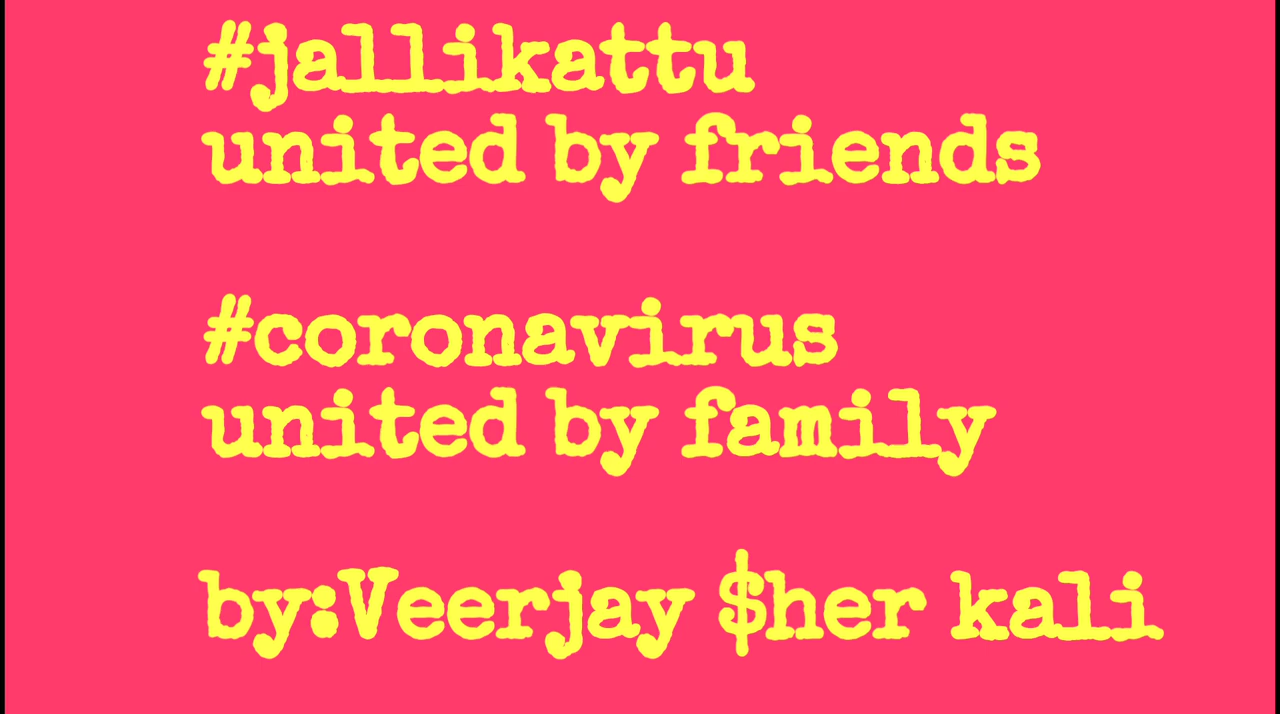 #jallikattu
united by friends
#coronavirus
united by family
by:Veerjay $her kali